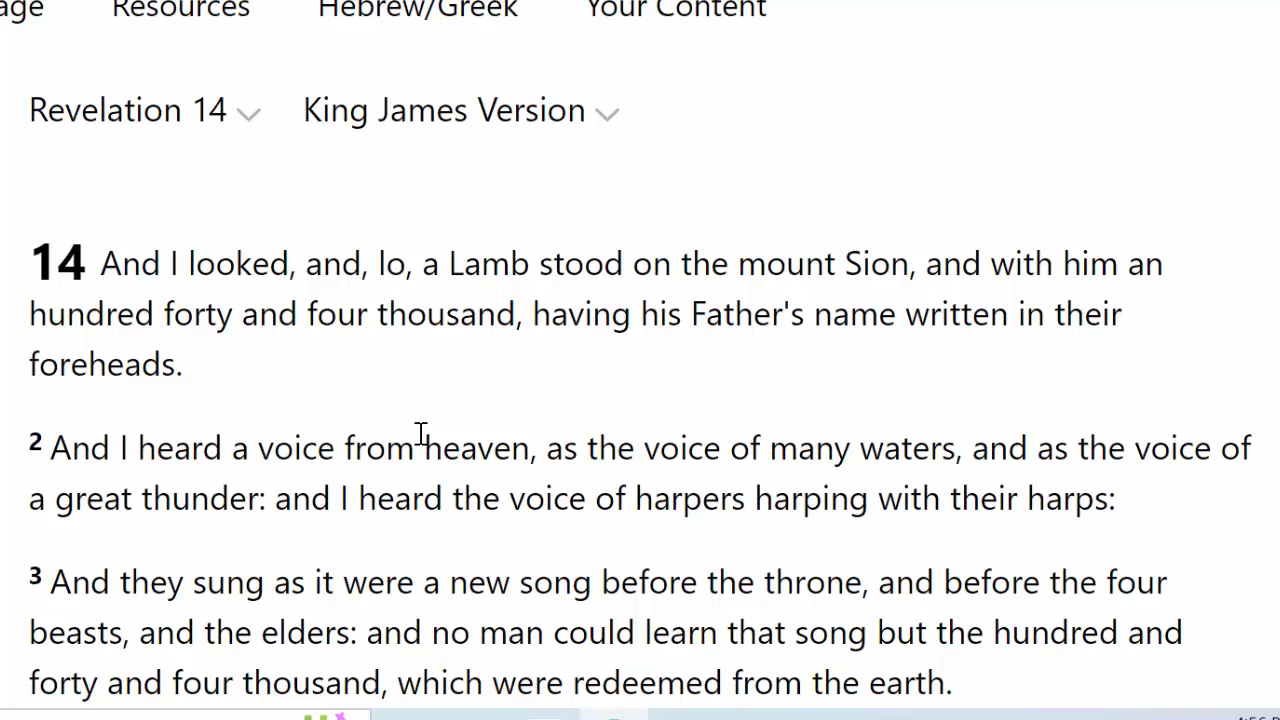 Resources Hebrew/Greek Your Content
Revelation 14 King James Version
14 And I looked, and, lo, a Lamb stood on the mount Sion, and with him an
hundred forty and four thousand, having his Father's name written in their
foreheads.
2 And I heard a voice from heaven, as the voice of many waters, and as the voice of
a great thunder: and I heard the voice of harpers harping with their harps:
3 And they sung as it were a new song before the throne, and before the four
beasts, and the elders: and no man could learn that song but the hundred and
forty and four thousand, which were redeemed from the earth.